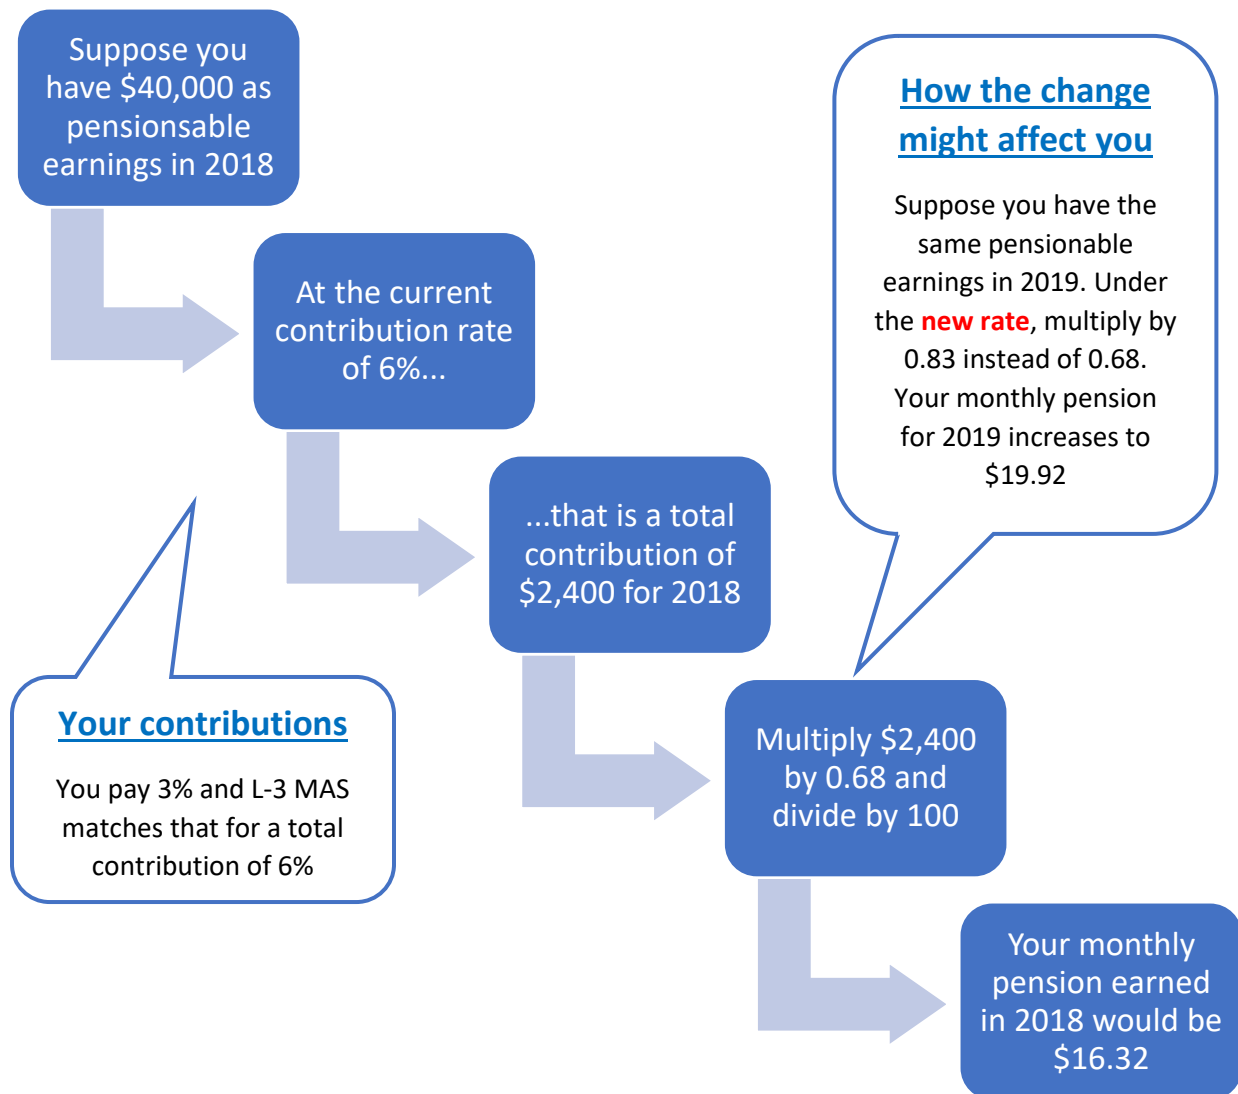 Suppose you
have $40,000 as
pensionsable
earnings in 2018
How the change
might affect you
Suppose you have the
same pensionable
earnings in 2019. Under
the new rate, multiply by
0.83 instead of 0.68.
Your monthly pension
for 2019 increases to
$19.92
At the current
contribution rate
of 6%...
...that is a total
contribution of
$2,400 for 2018
Your contributions
You pay 3% and L-3 MAS
matches that for a total
contribution of 6%
Multiply $2,400
by 0.68 and
divide by 100
Your monthly
pension earned
in 2018 would be
$16.32